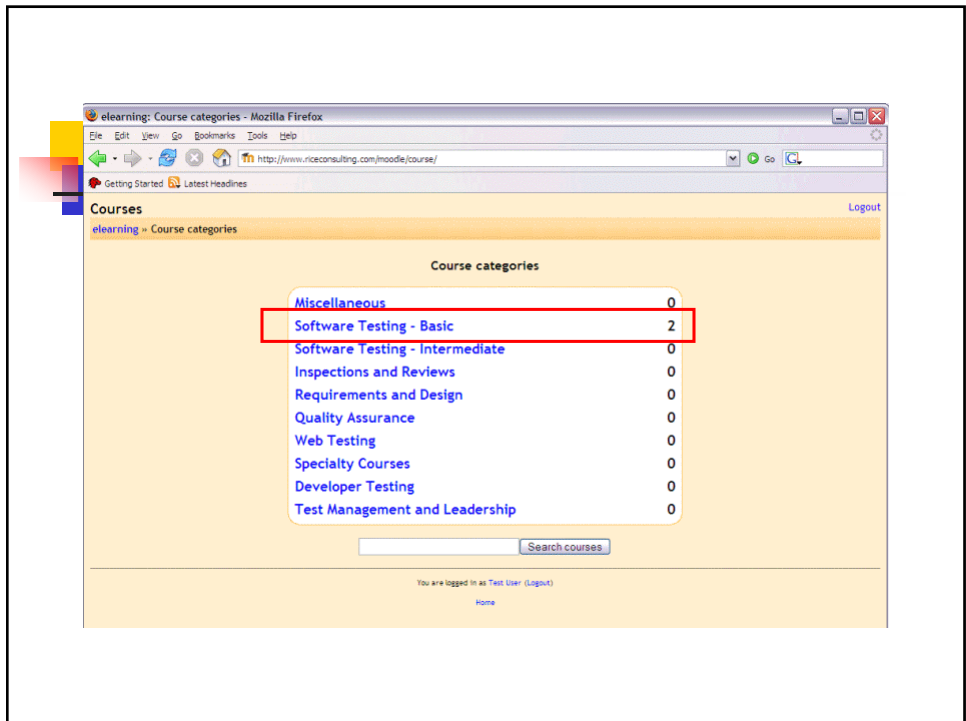 elearning: Course categories - Mozilla Firefox
File Edit View Go Bookmarks Tools Help
http://www.riceconsulting.com/moodle/course/ Go G
Getting Started Latest Headlines
Courses Logout
elearning » Course categories
Course categories
Miscellaneous 0
Software Testing - Basic 2
Software Testing - Intermediate 0
Inspections and Reviews 0
Requirements and Design 0
Quality Assurance 0
Web Testing 0
Specialty Courses 0
Developer Testing 0
Test Management and Leadership 0
Search courses
You are logged in as Test User (Logout)
Home